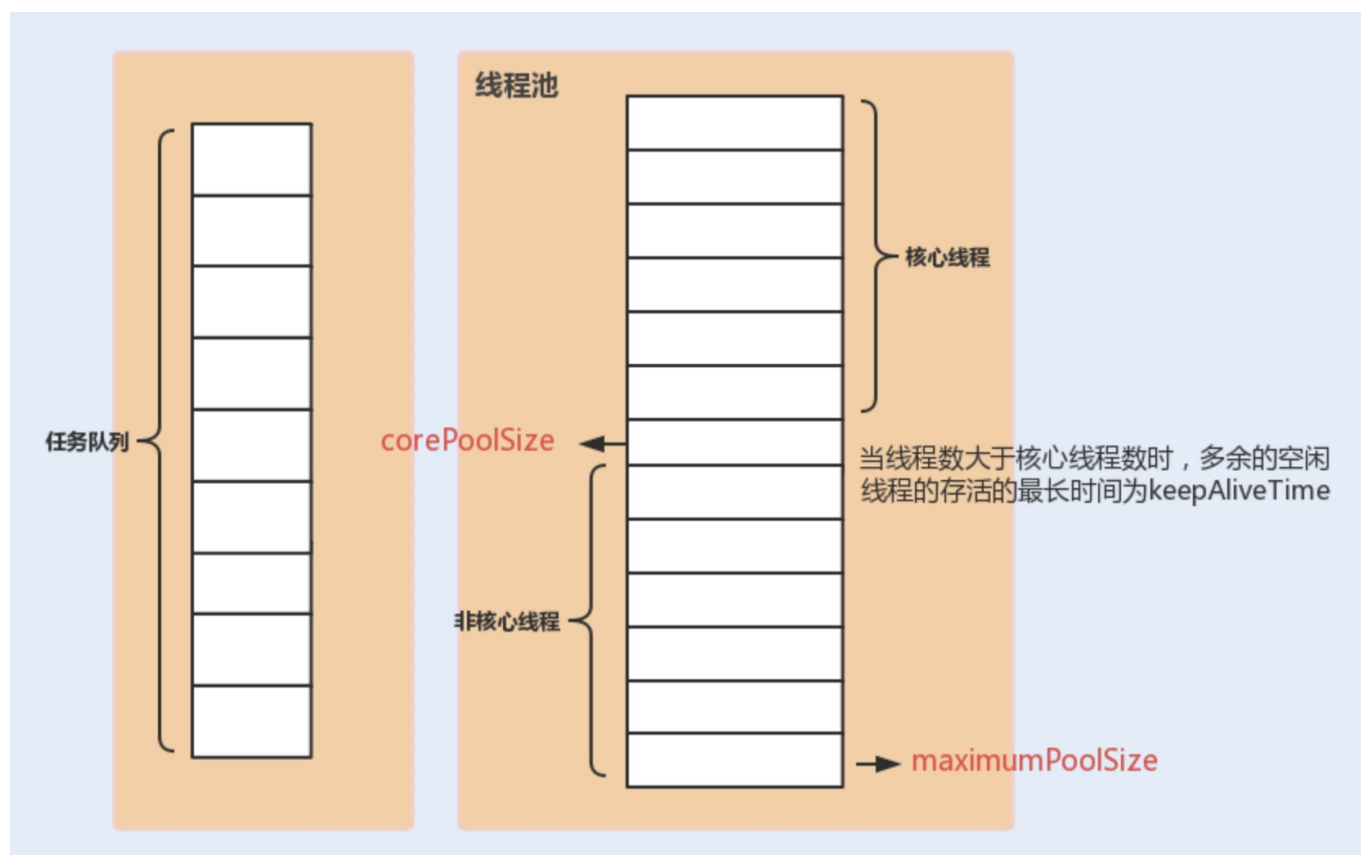 线程池
核心线程
任务队列
corePoolSize
当线程数大于核心线程数时，多余的空闲
线程的存活的最长时间为keepAliveTime
非核心线程
maximumPoolSize